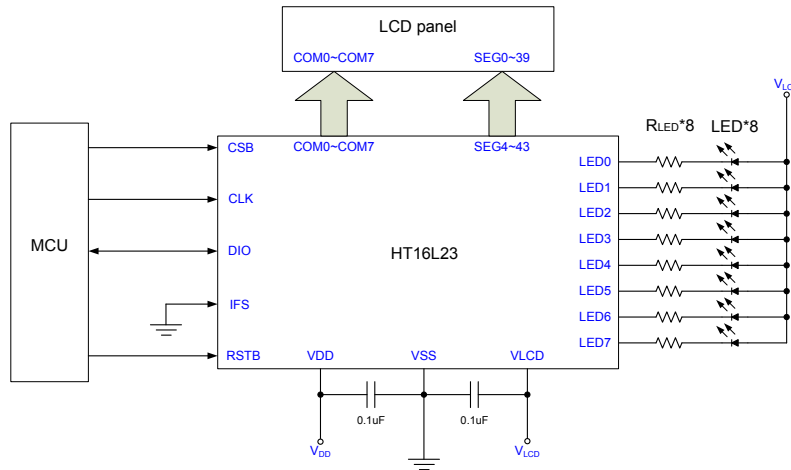 LCD panel
COM0~COM7 SEG0~39
VLC
RLED*8 LED*8
COM0~COM7 SEG4~43
CSB
CLK
MCU
DIO
IFS
RSTB
HT16L23
LED0
LED1
LED2
LED3
LED4
LED5
LED6
LED7
VDD VSS VLCD
0.1uF 0.1uF
VDD VLCD